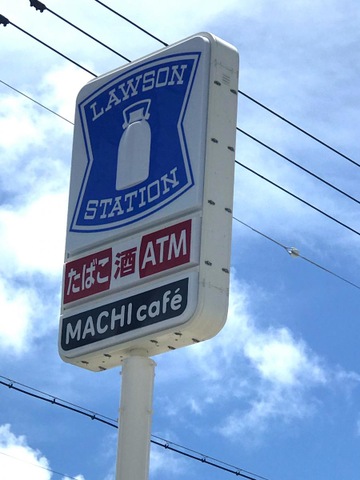 LAWSON
STATION
たばこ 酒 ATM
MACHI café